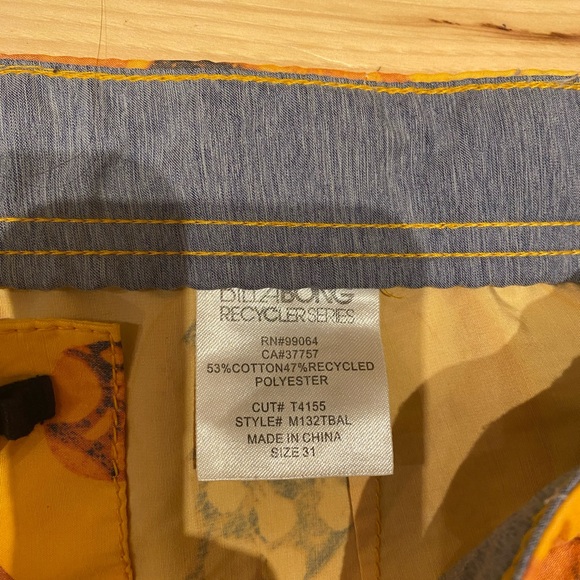 BILLABONG
RECYCLER SERIES
RN#99064
CA#37757
53%COTTON47%RECYCLED
POLYESTER
CUT# T4155
STYLE# M132TBAL
MADE IN CHINA
SIZE 31